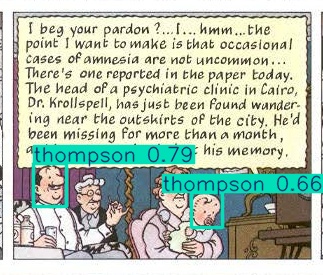 I beg your pardon?...I... hmm...the
point I want to make is that occasional
cases of amnesia are not uncommon...
There's one reported in the paper today.
The head of a psychiatric clinic in Cairo,
Dr. Krollspell, has just been found wander-
ing near the outskirts of the city. He'd
been missing for more than a month,
his memory.
thompson 0.79
thompson 0.66